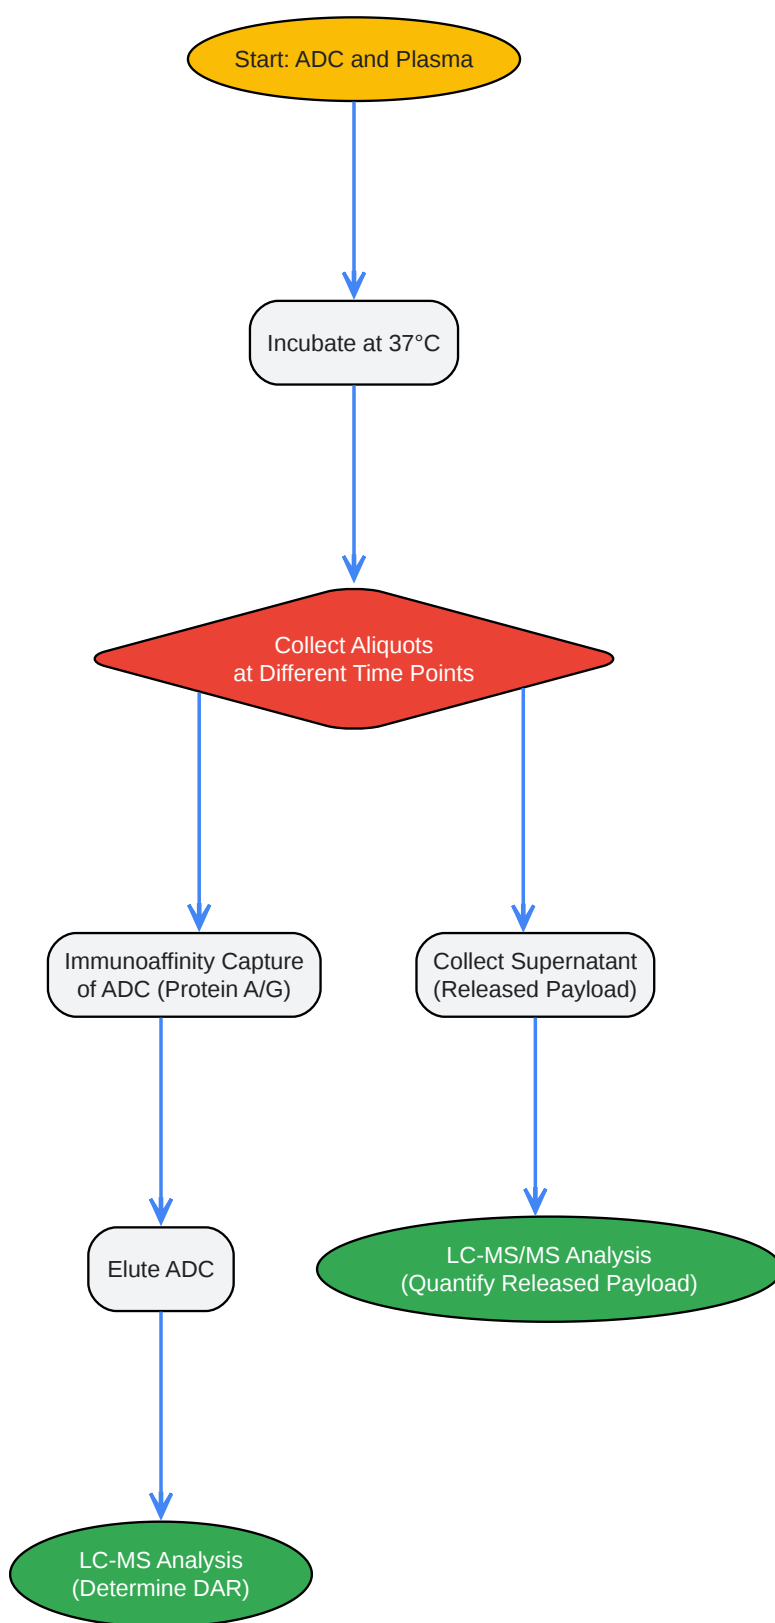 Start: ADC and Plasma
Incubate at 37°C
Collect Aliquots
at Different Time Points
Immunoaffinity Capture
of ADC (Protein A/G)
Collect Supernatant
(Released Payload)
Elute ADC
LC-MS/MS Analysis
(Quantify Released Payload)
LC-MS Analysis
(Determine DAR)